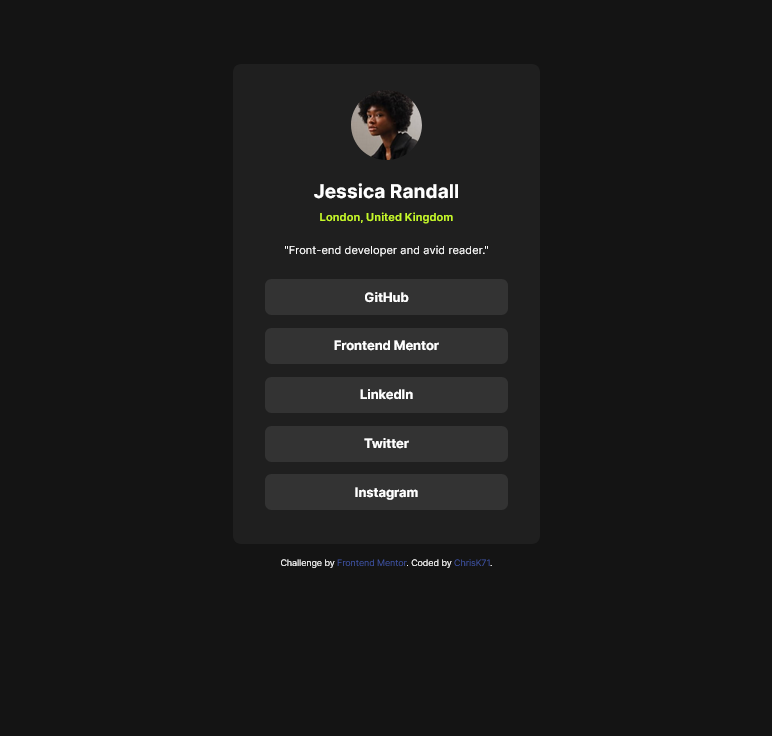 Jessica Randall
London, United Kingdom
"Front-end developer and avid reader."
GitHub
Frontend Mentor
LinkedIn
Twitter
Instagram
Challenge by Frontend Mentor. Coded by ChrisK71.